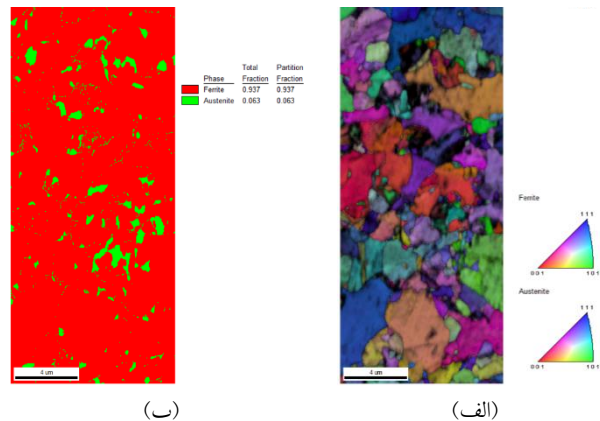 Total Partition
Phase Fraction Fraction
Ferrite 0.937 0.937
Austenite 0.063 0.063
4 um
Ferrite
111
001 101
Austenite
111
001 101
4 um
(ب)
(الف)